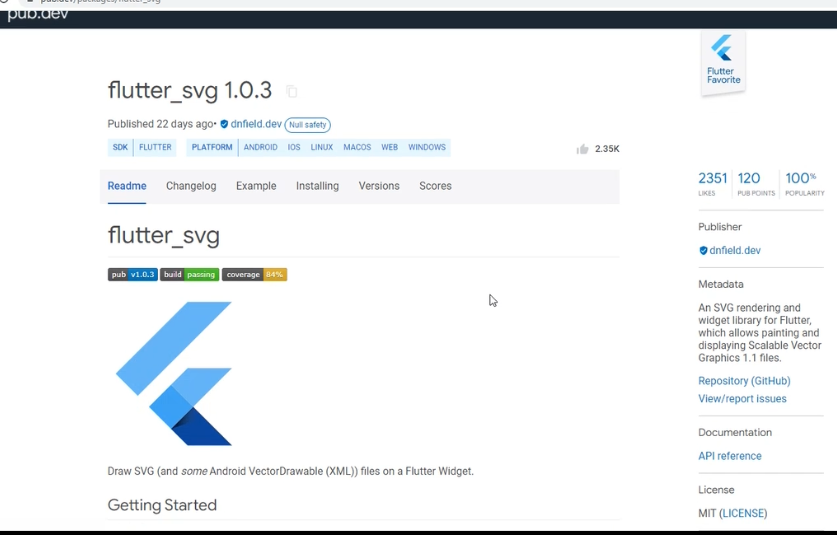 pub.dev/packages/flutter_svg
pub.dev
Flutter
Favorite
flutter_svg 1.0.3
Published 22 days ago• dnfield.dev Null safety
SDK FLUTTER PLATFORM ANDROID IOS LINUX MACOS WEB WINDOWS
2.35K
Readme Changelog Example Installing Versions Scores
flutter_svg
pub v1.0.3 build passing coverage 84%
Draw SVG (and some Android VectorDrawable (XML)) files on a Flutter Widget.
Getting Started
2351 120 100%
LIKES PUB POINTS POPULARITY
Publisher
dnfield.dev
Metadata
An SVG rendering and
widget library for Flutter,
which allows painting and
displaying Scalable Vector
Graphics 1.1 files.
Repository (GitHub)
View/report issues
Documentation
API reference
License
MIT (LICENSE)